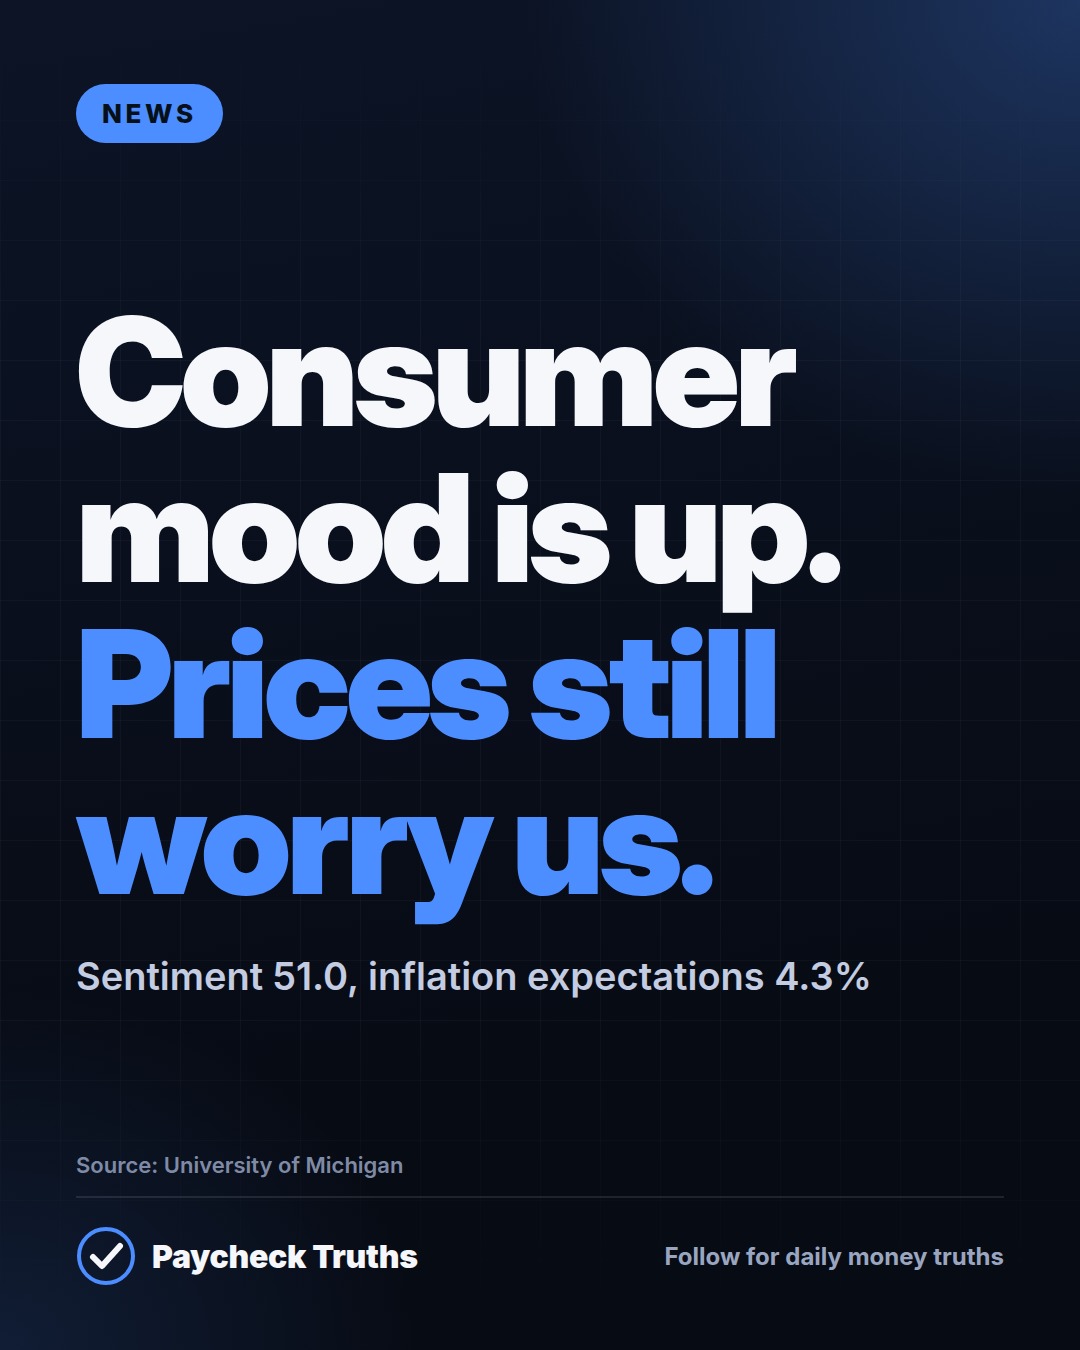 NEWS
Consumer
mood is up.
Prices still
worry us.
Sentiment 51.0, inflation expectations 4.3%
Source: University of Michigan
Paycheck Truths
Follow for daily money truths